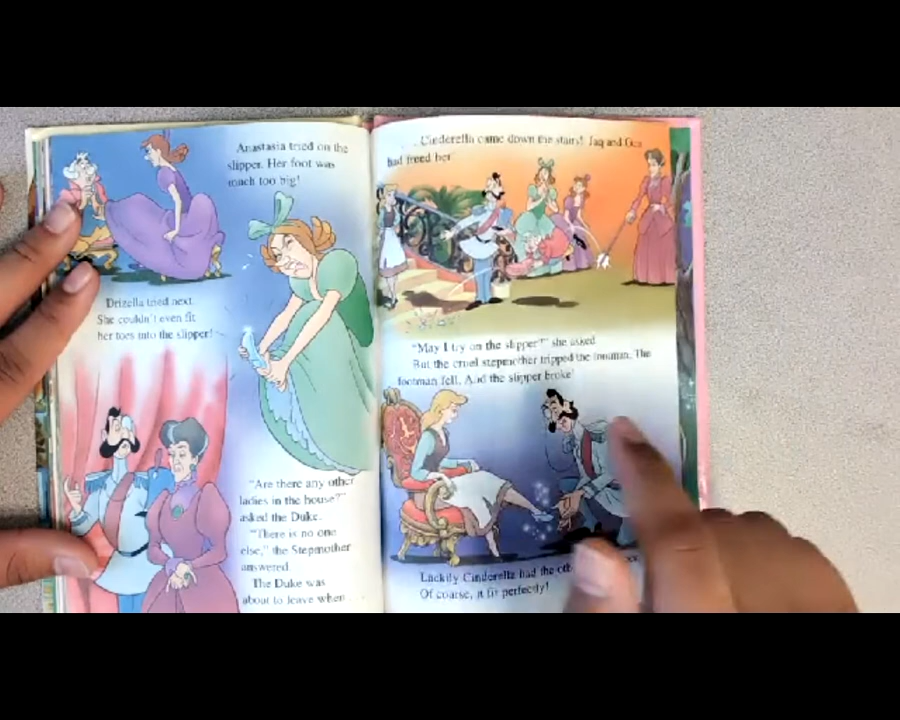 Anastasia tried on the
slipper. Her foot was
much too big!
Drizella tried next.
She couldn't even fit
her toes into the slipper!
"Are there any other
ladies in the house?"
asked the Duke.
"There is no one
else," the Stepmother
answered.
The Duke was
about to leave when . . .
. . . Cinderella came down the stairs! Jaq and Gus
had freed her.
"May I try on the slipper?" she asked.
But the cruel stepmother tripped the footman. The
footman fell. And the slipper broke!
Luckily Cinderella had the
Of course, it fit perfectly!